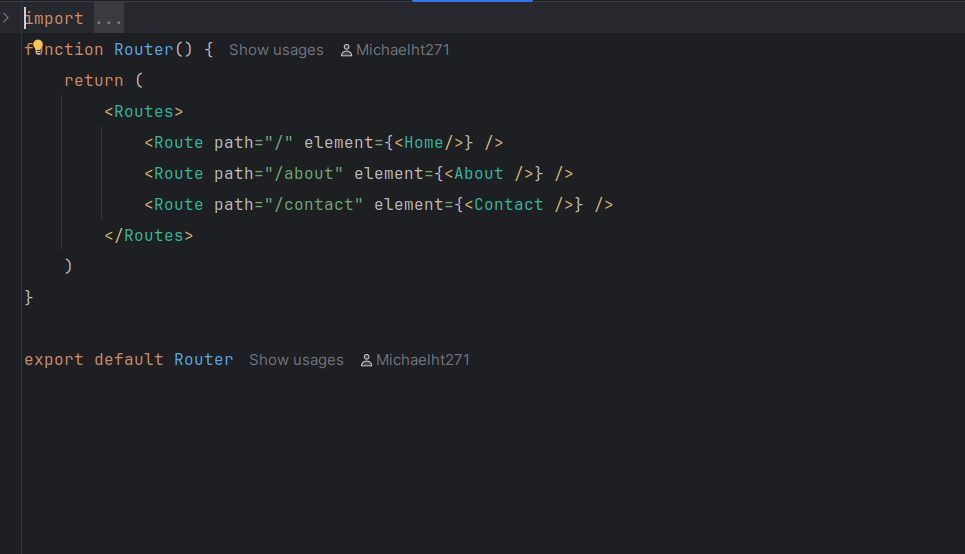 import ...
function Router() { Show usages Michaelht271
return (
<Routes>
<Route path="/" element={<Home/>} />
<Route path="/about" element={<About />} />
<Route path="/contact" element={<Contact />} />
</Routes>
)
}
export default Router Show usages Michaelht271